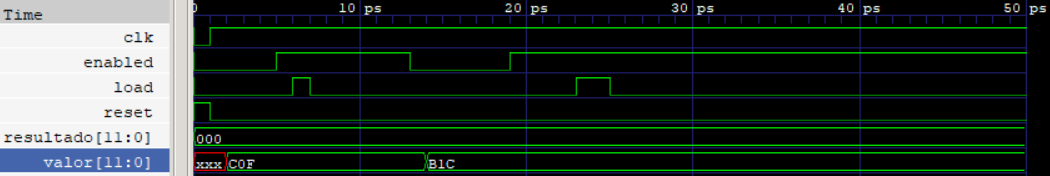 Time
0 10 ps 20 ps 30 ps 40 ps 50 ps
clk
enabled
load
reset
resultado[11:0] 000
valor[11:0] xxx C0F B1C